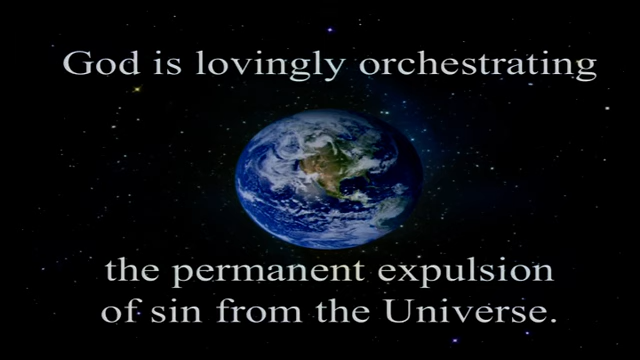 God is lovingly orchestrating
the permanent expulsion
of sin from the Universe.